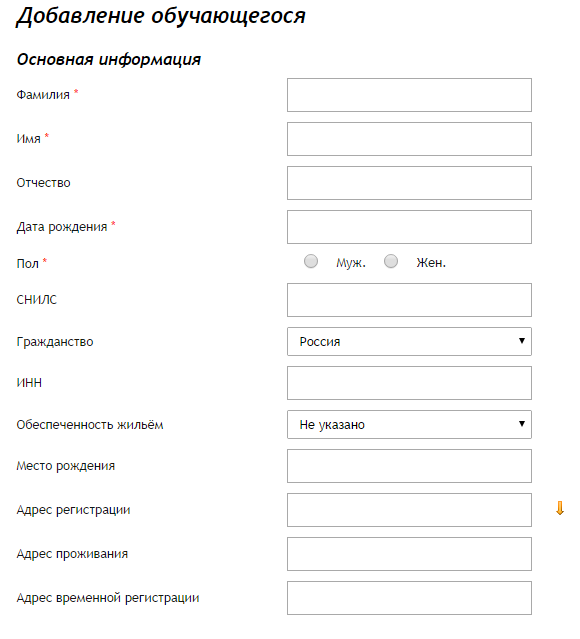 Добавление обучающегося
Основная информация
Фамилия *
Имя *
Отчество
Дата рождения *
Пол * Муж. Жен.
СНИЛС
Гражданство Россия
ИНН
Обеспеченность жильём Не указано
Место рождения
Адрес регистрации
Адрес проживания
Адрес временной регистрации